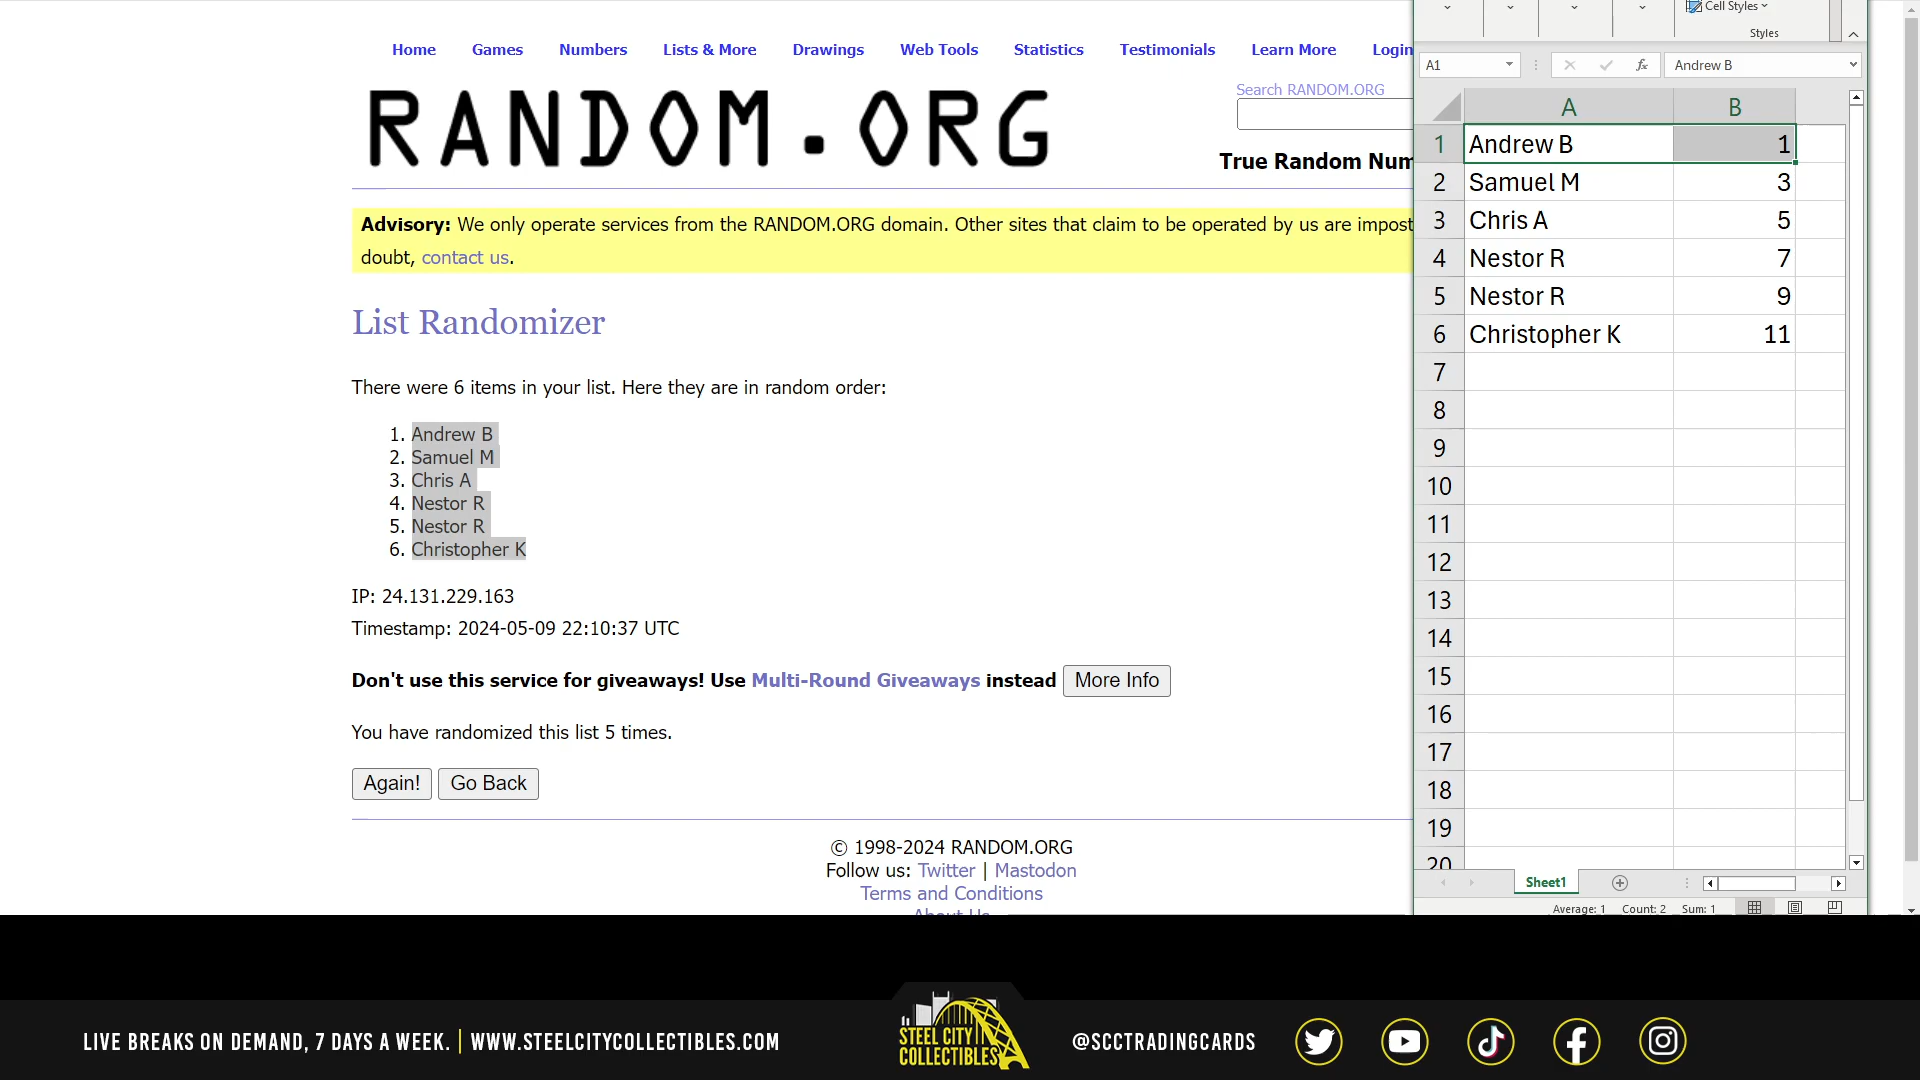 Home Games Numbers Lists & More Drawings Web Tools Statistics Testimonials Learn More Login
RANDOM.ORG
Search RANDOM.ORG
True Random Num
Advisory: We only operate services from the RANDOM.ORG domain. Other sites that claim to be operated by us are impost
doubt, contact us.
List Randomizer
There were 6 items in your list. Here they are in random order:
1. Andrew B
2. Samuel M
3. Chris A
4. Nestor R
5. Nestor R
6. Christopher K
IP: 24.131.229.163
Timestamp: 2024-05-09 22:10:37 UTC
Don't use this service for giveaways! Use Multi-Round Giveaways instead More Info
You have randomized this list 5 times.
Again! Go Back
© 1998-2024 RANDOM.ORG
Follow us: Twitter | Mastodon
Terms and Conditions
About Us
Cell Styles
Styles
A1 fx Andrew B
A B
1 Andrew B 1
2 Samuel M 3
3 Chris A 5
4 Nestor R 7
5 Nestor R 9
6 Christopher K 11
7
8
9
10
11
12
13
14
15
16
17
18
19
20
Sheet1
Average: 1 Count: 2 Sum: 1
LIVE BREAKS ON DEMAND, 7 DAYS A WEEK. | WWW.STEELCITYCOLLECTIBLES.COM
STEEL CITY
COLLECTIBLES
@SCCTRADINGCARDS